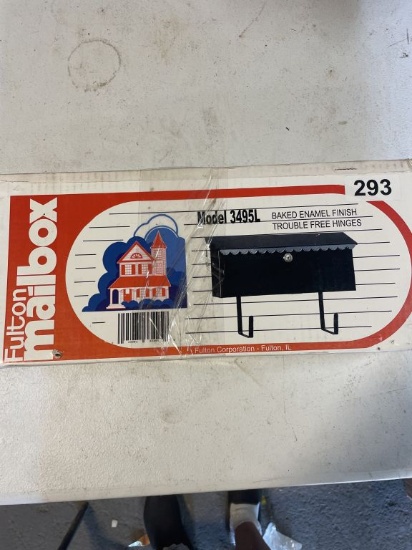 Fulton
mailbox
Model 3495L
BAKED ENAMEL FINISH
TROUBLE FREE HINGES
293
Fulton Corporation - Fulton, IL